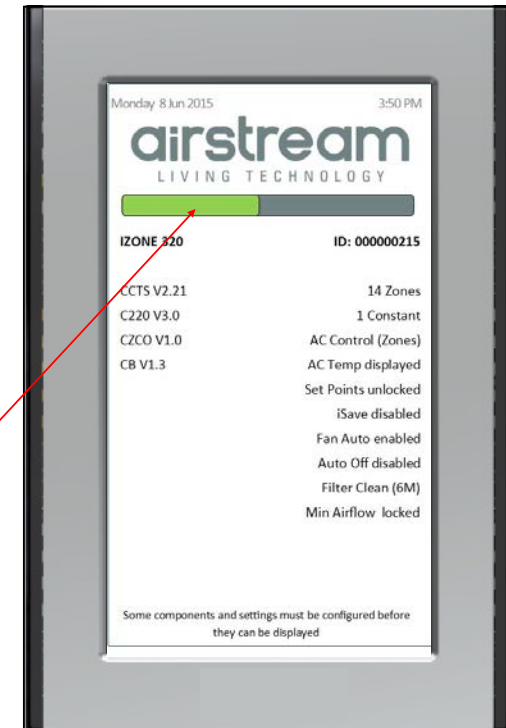 Monday 8 Jun 2015 3:50 PM
airstream
LIVING TECHNOLOGY
IZONE 320 ID: 000000215
CCTS V2.21 14 Zones
C220 V3.0 1 Constant
CZCO V1.0 AC Control (Zones)
CB V1.3 AC Temp displayed
Set Points unlocked
iSave disabled
Fan Auto enabled
Auto Off disabled
Filter Clean (6M)
Min Airflow locked
Some components and settings must be configured before
they can be displayed